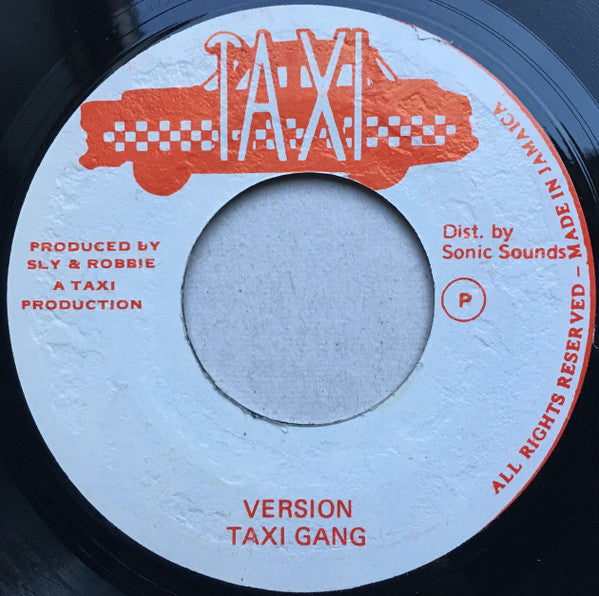 TAXI
PRODUCED BY
SLY & ROBBIE
A TAXI
PRODUCTION
Dist. by
Sonic Sounds
P
ALL RIGHTS RESERVED – MADE IN JAMAICA
VERSION
TAXI GANG